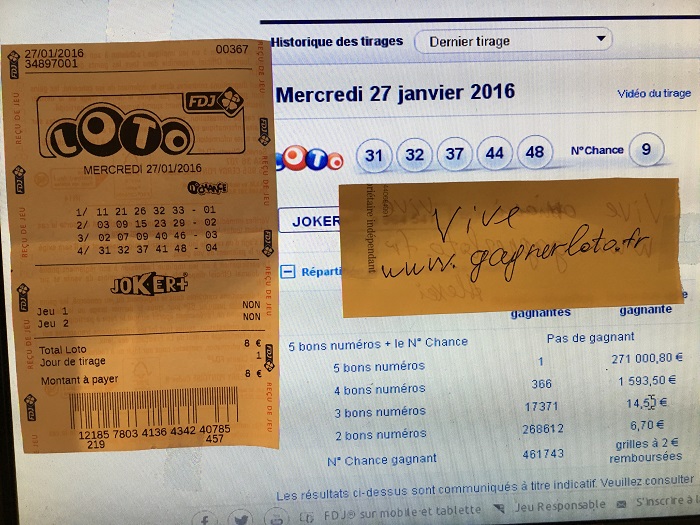 27/01/2016 00367
34897001
FDJ
LOTO
MERCREDI 27/01/2016
N°CHANCE
1/ 11 21 26 32 33 - 01
2/ 03 09 15 23 29 - 02
3/ 02 07 09 40 46 - 03
4/ 31 32 37 41 48 - 04
JOKER+
Jeu 1 NON
Jeu 2 NON
Total Loto 8 €
Jour de tirage 1
Montant à payer 8 €
12185 7803 4136 4342 40785
219 457
REÇU DE JEU
Historique des tirages Dernier tirage
Mercredi 27 janvier 2016 Vidéo du tirage
LOTO 31 32 37 44 48 N°Chance 9
JOKER
Vive
www.gagnerloto.fr
priétaire indépendant
Réparti
gagnantes gagnante
5 bons numéros + le N° Chance Pas de gagnant
5 bons numéros 1 271 000,80 €
4 bons numéros 366 1 593,50 €
3 bons numéros 17371 14,50 €
2 bons numéros 268612 6,70 €
N° Chance gagnant 461743 grilles à 2 €
remboursées
Les résultats ci-dessus sont communiqués à titre indicatif. Veuillez consulter
FDJ® sur mobile et tablette Jeu Responsable S'inscrire à